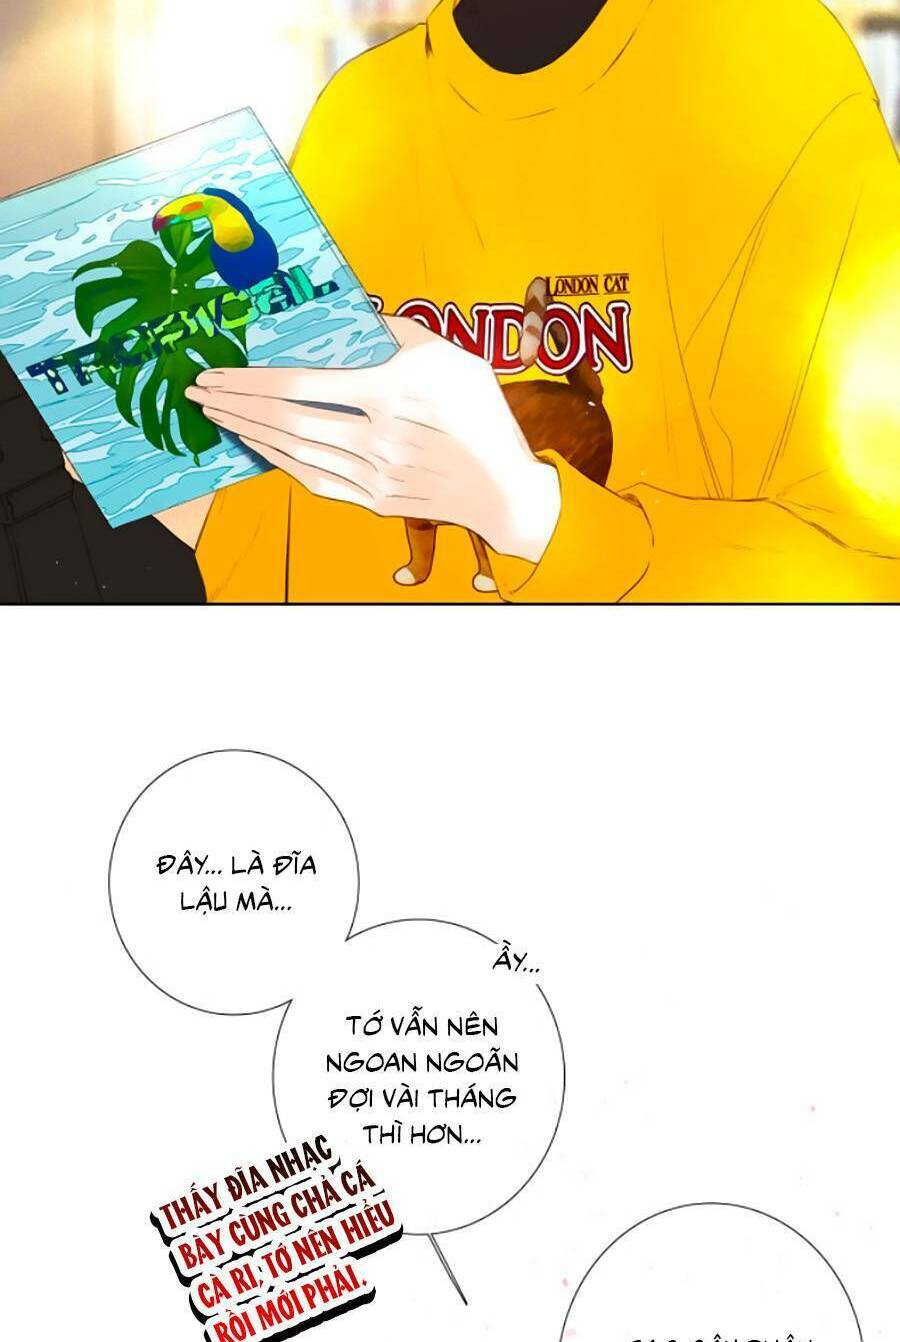 LONDON CAT
LONDON
TROPICAL
ĐÂY... LÀ ĐĨA
LẬU MÀ...
ẦY...
TỚ VẪN NÊN
NGOAN NGOÃN
ĐỢI VÀI THÁNG
THÌ HƠN...
THẤY ĐĨA NHẠC
BÀY CÙNG CHẢ CÁ
CÀ RI, TỚ NÊN HIỂU
RỒI MỚI PHẢI.